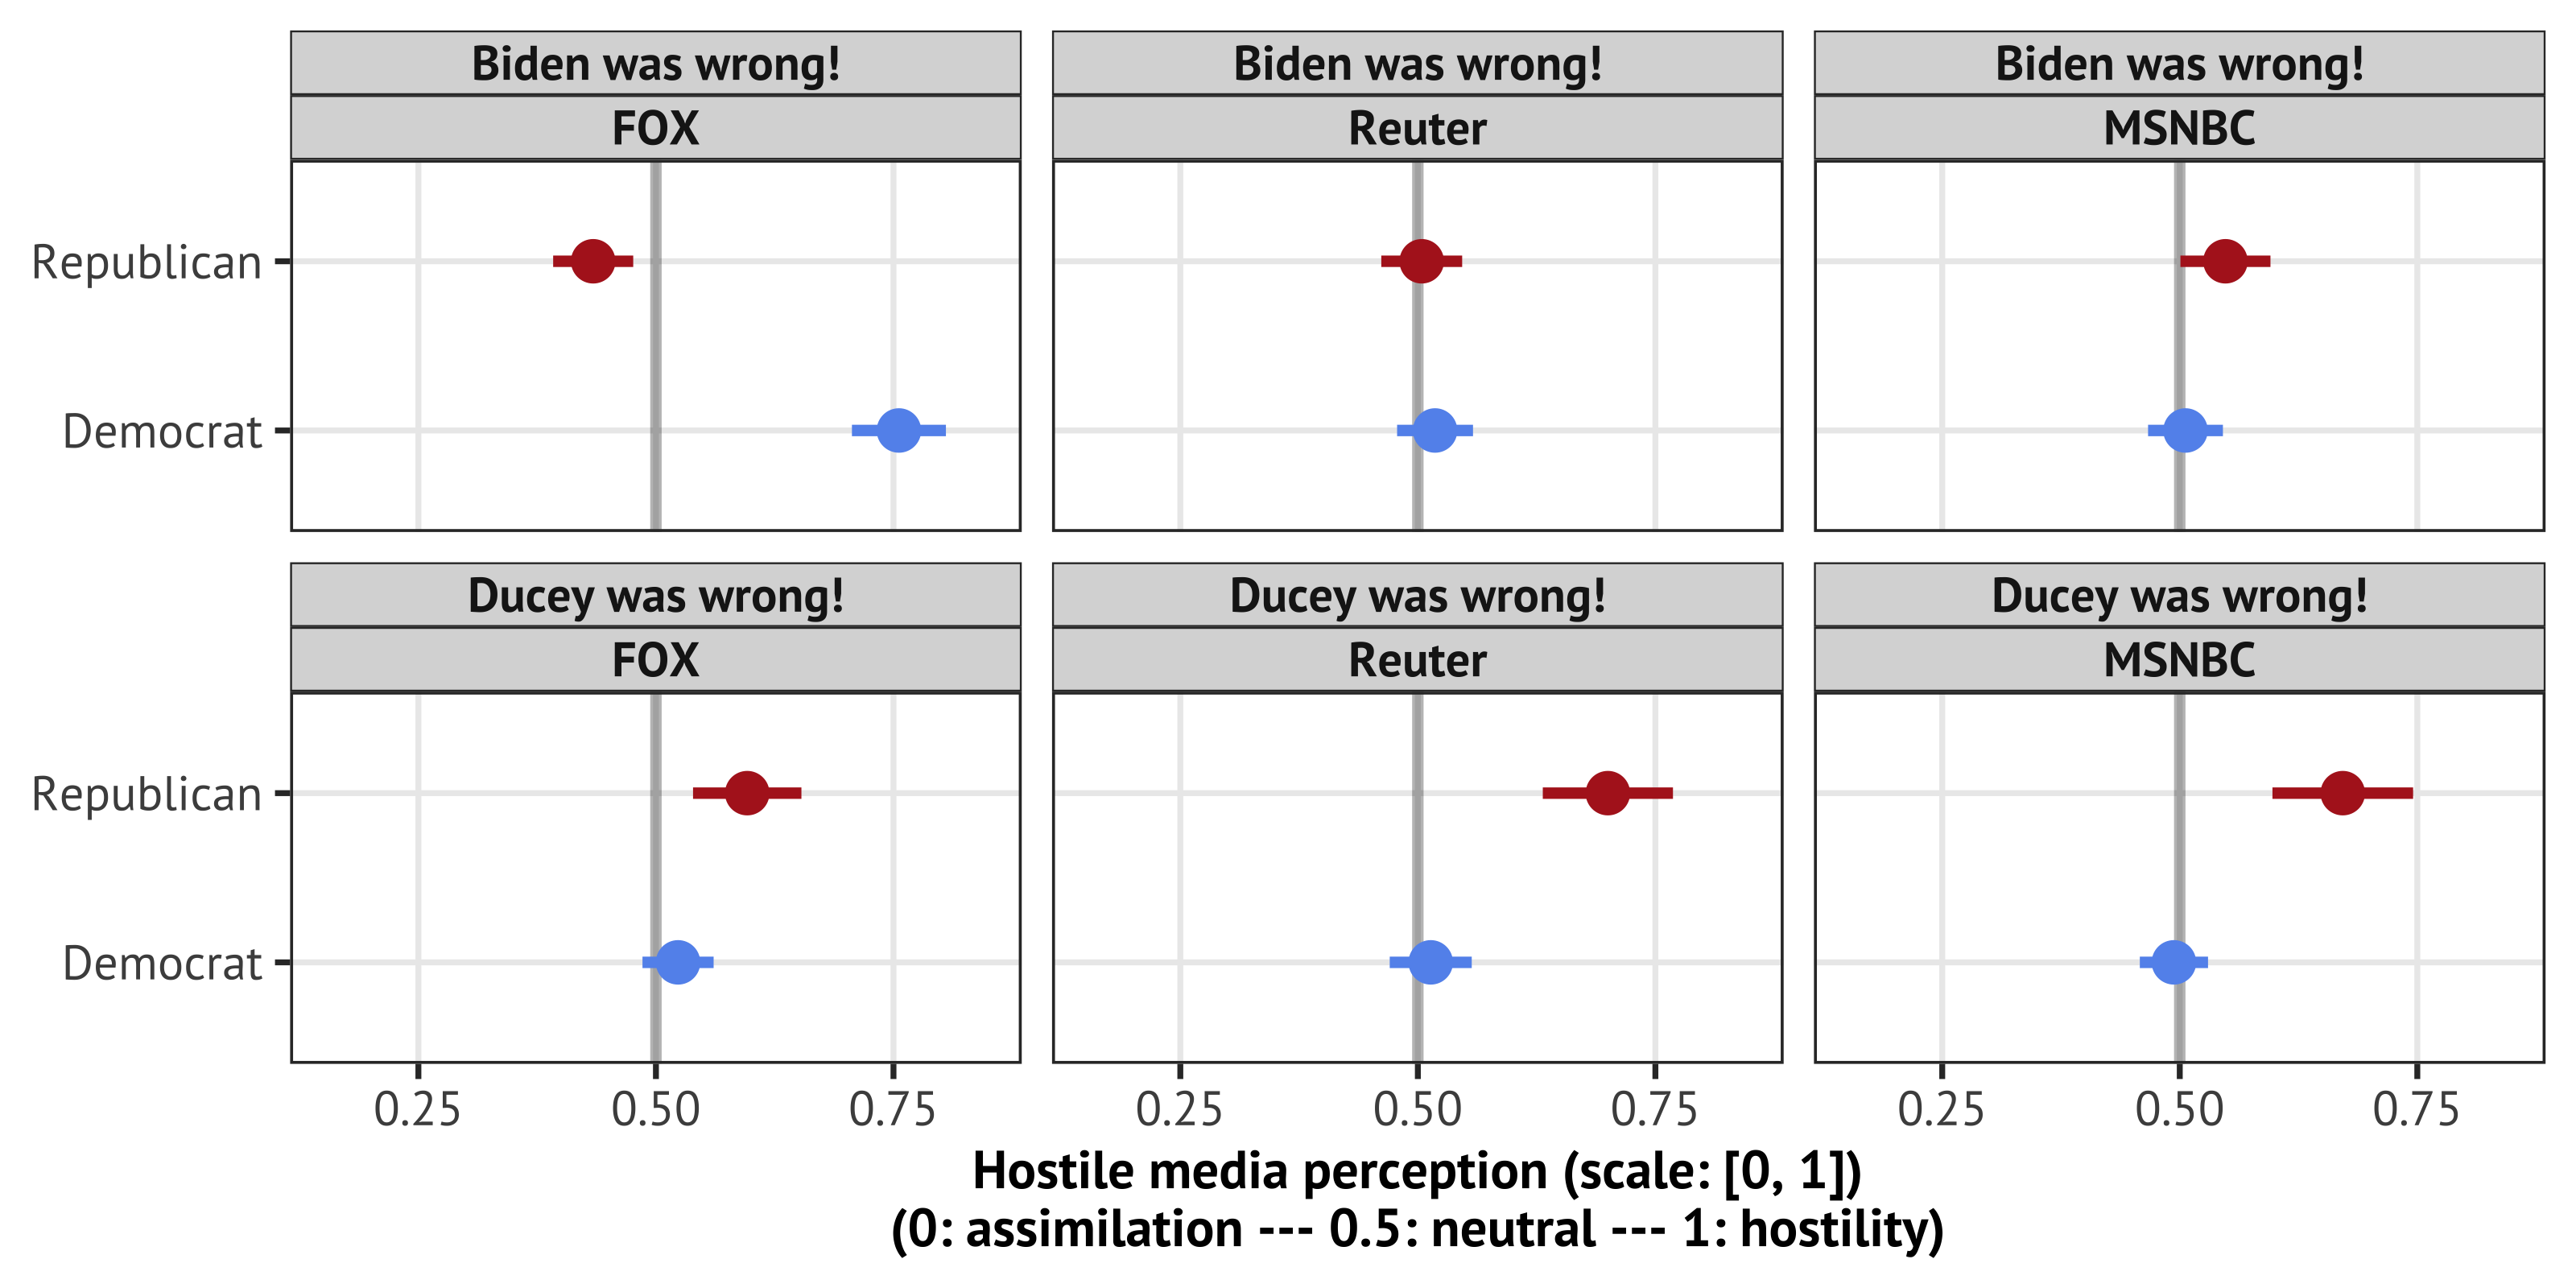 Biden was wrong! Biden was wrong! Biden was wrong!
FOX Reuter MSNBC
Republican
Democrat
Ducey was wrong! Ducey was wrong! Ducey was wrong!
FOX Reuter MSNBC
Republican
Democrat
0.25 0.50 0.75 0.25 0.50 0.75 0.25 0.50 0.75
Hostile media perception (scale: [0, 1])
(0: assimilation --- 0.5: neutral --- 1: hostility)